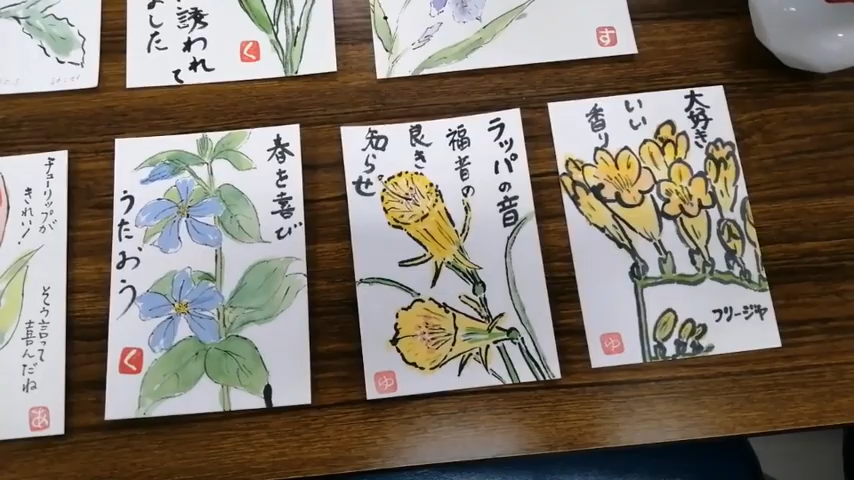 した
誘われて
く
す
チューリップが
きれい!
そう言って
喜んだね
あ
春を喜び
うたおう
く
ラッパの音
福音の
良き
知らせ
ゆ
大好き
いい
香り
フリージヤ
ゆ